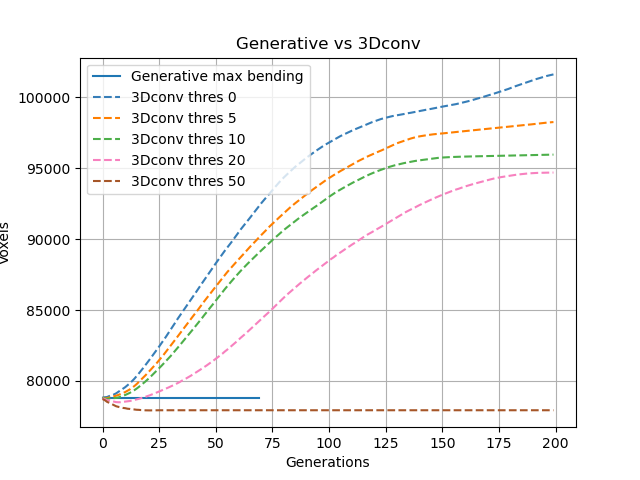 Generative vs 3Dconv
Generative max bending
3Dconv thres 0
3Dconv thres 5
3Dconv thres 10
3Dconv thres 20
3Dconv thres 50
100000
95000
90000
85000
80000
Voxels
0 25 50 75 100 125 150 175 200
Generations